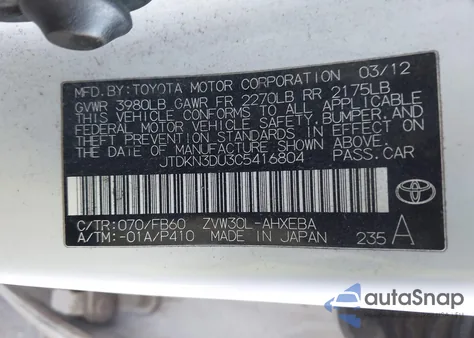 MFD.BY:TOYOTA MOTOR CORPORATION 03/12
GVWR 3980LB GAWR FR 2270LB RR 2175LB
THIS VEHICLE CONFORMS TO ALL APPLICABLE
FEDERAL MOTOR VEHICLE SAFETY,BUMPER, AND
THEFT PREVENTION STANDARDS IN EFFECT ON
THE DATE OF MANUFACTURE SHOWN ABOVE.
JTDKN3DU3C5416804 PASS.CAR
C/TR:070/FB60 ZVW30L-AHXEBA
A/TM:-01A/P410 MADE IN JAPAN 235 A
TOYOTA
autoSnap